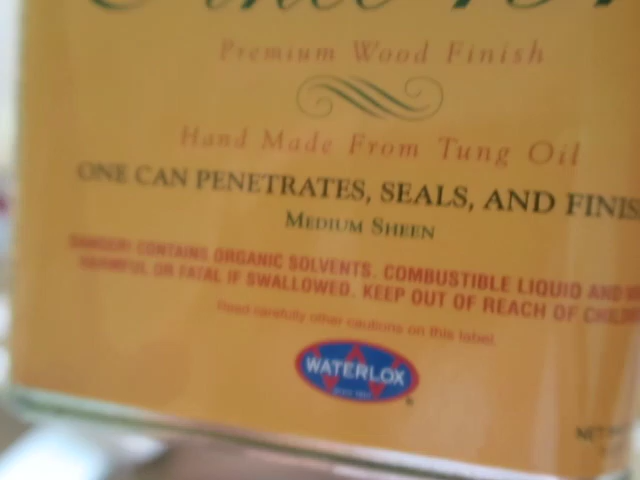 Premium Wood Finish
Hand Made From Tung Oil
ONE CAN PENETRATES, SEALS, AND FINIS
MEDIUM SHEEN
DANGER! CONTAINS ORGANIC SOLVENTS. COMBUSTIBLE LIQUID AND
HARMFUL OR FATAL IF SWALLOWED. KEEP OUT OF REACH OF CHILD
Read carefully other cautions on this label.
WATERLOX